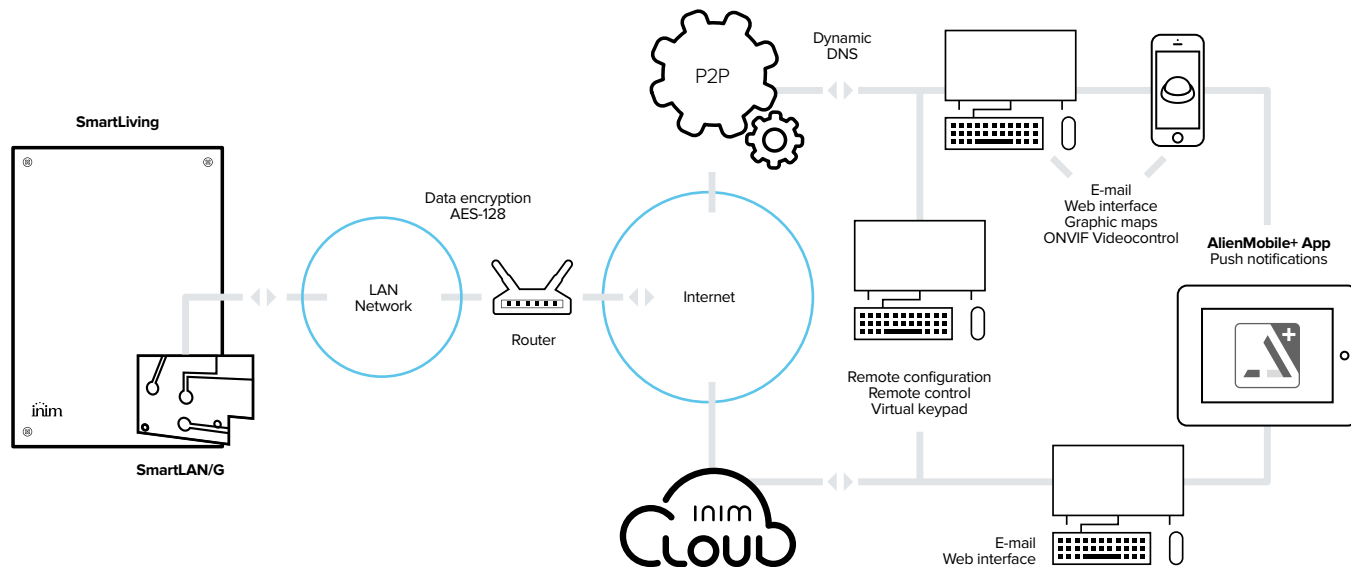 SmartLiving
inim
SmartLAN/G
LAN
Network
Data encryption
AES-128
Router
Internet
P2P
Dynamic
DNS
E-mail
Web interface
Graphic maps
ONVIF Videocontrol
AlienMobile+ App
Push notifications
Remote configuration
Remote control
Virtual keypad
INIM
CLOUD
E-mail
Web interface